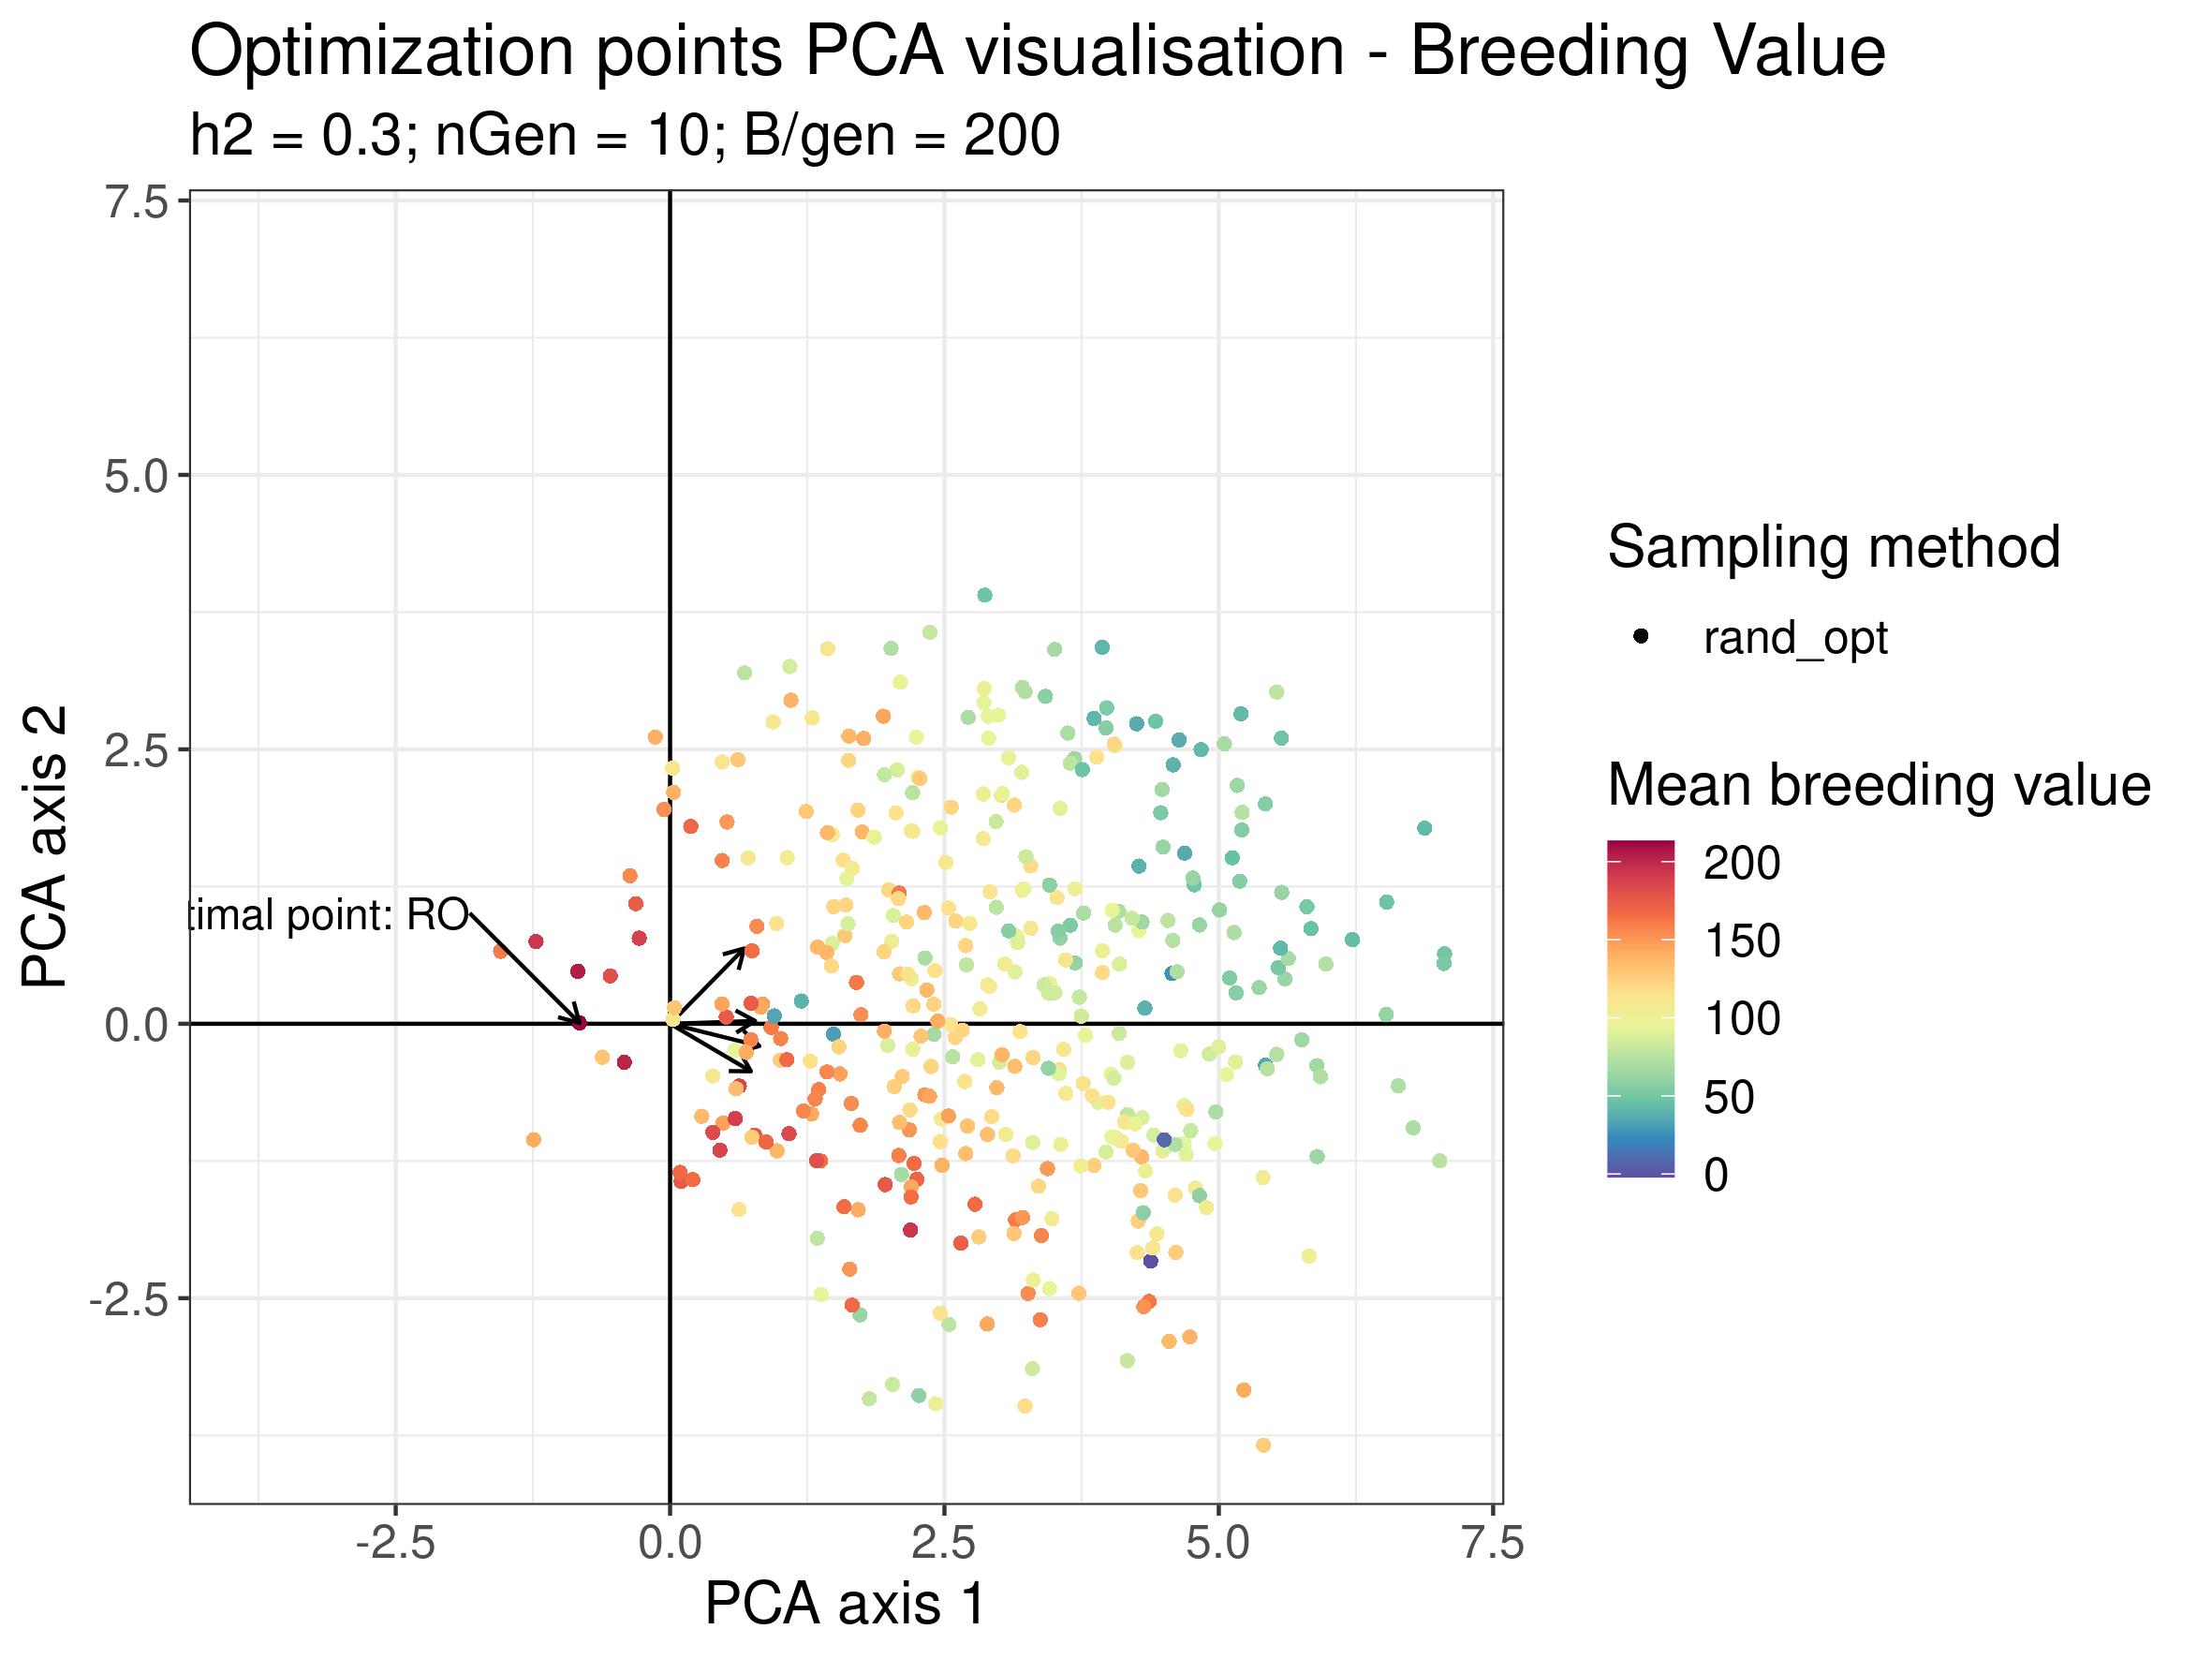 Optimization points PCA visualisation - Breeding Value
h2 = 0.3; nGen = 10; B/gen = 200
7.5
5.0
2.5
0.0
-2.5
PCA axis 2
timal point: RO
-2.5 0.0 2.5 5.0 7.5
PCA axis 1
Sampling method
rand_opt
Mean breeding value
200
150
100
50
0